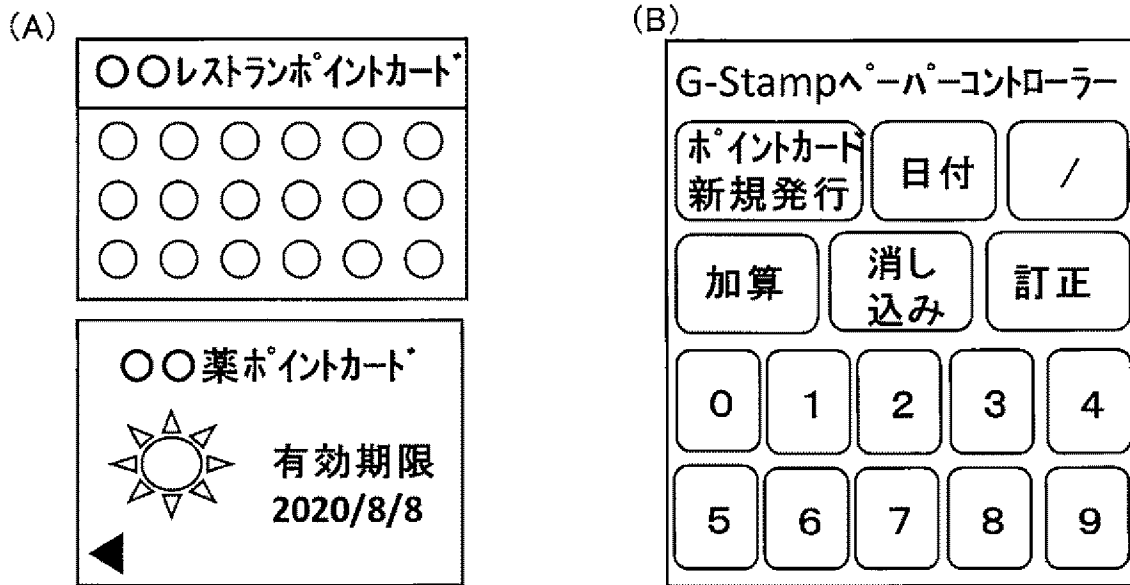 (A)
○○レストランポイントカード
○○薬ポイントカード
有効期限
2020/8/8
(B)
G-Stampペーパーコントローラー
ポイントカード
新規発行
日付
/
加算
消し
込み
訂正
0 1 2 3 4
5 6 7 8 9